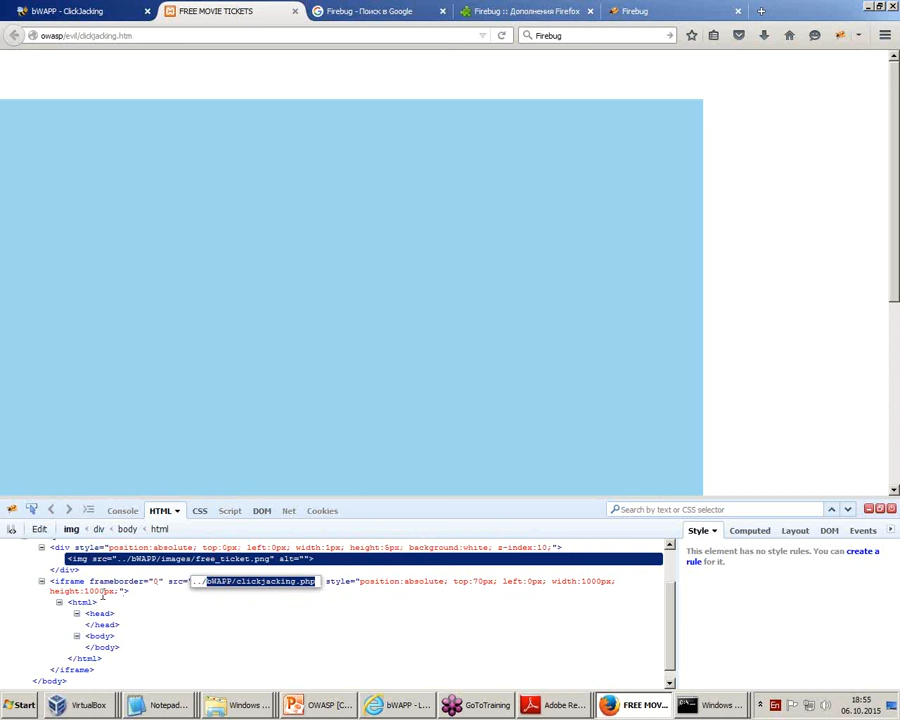 bWAPP - ClickJacking
FREE MOVIE TICKETS
Firebug - Поиск в Google
Firebug :: Дополнения Firefox
Firebug
owasp/evil/clickjacking.htm
Firebug
Console
HTML
CSS
Script
DOM
Net
Cookies
Search by text or CSS selector
Edit
img
div
body
html
Style
Computed
Layout
DOM
Events
<div style="position:absolute; top:0px; left:0px; width:1px; height:5px; background:white; z-index:10;">
<img src="../bWAPP/images/free_ticket.png" alt="">
</div>
<iframe frameborder="0" src="../bWAPP/clickjacking.php" style="position:absolute; top:70px; left:0px; width:1000px;
height:1000px;">
<html>
<head>
</head>
<body>
</body>
</html>
</iframe>
</body>
This element has no style rules. You can create a
rule for it.
Start
VirtualBox
Notepad...
Windows ...
OWASP [C...
bWAPP - L...
GoToTraining
Adobe Re...
FREE MOV...
Windows ...
En
18:55
06.10.2015